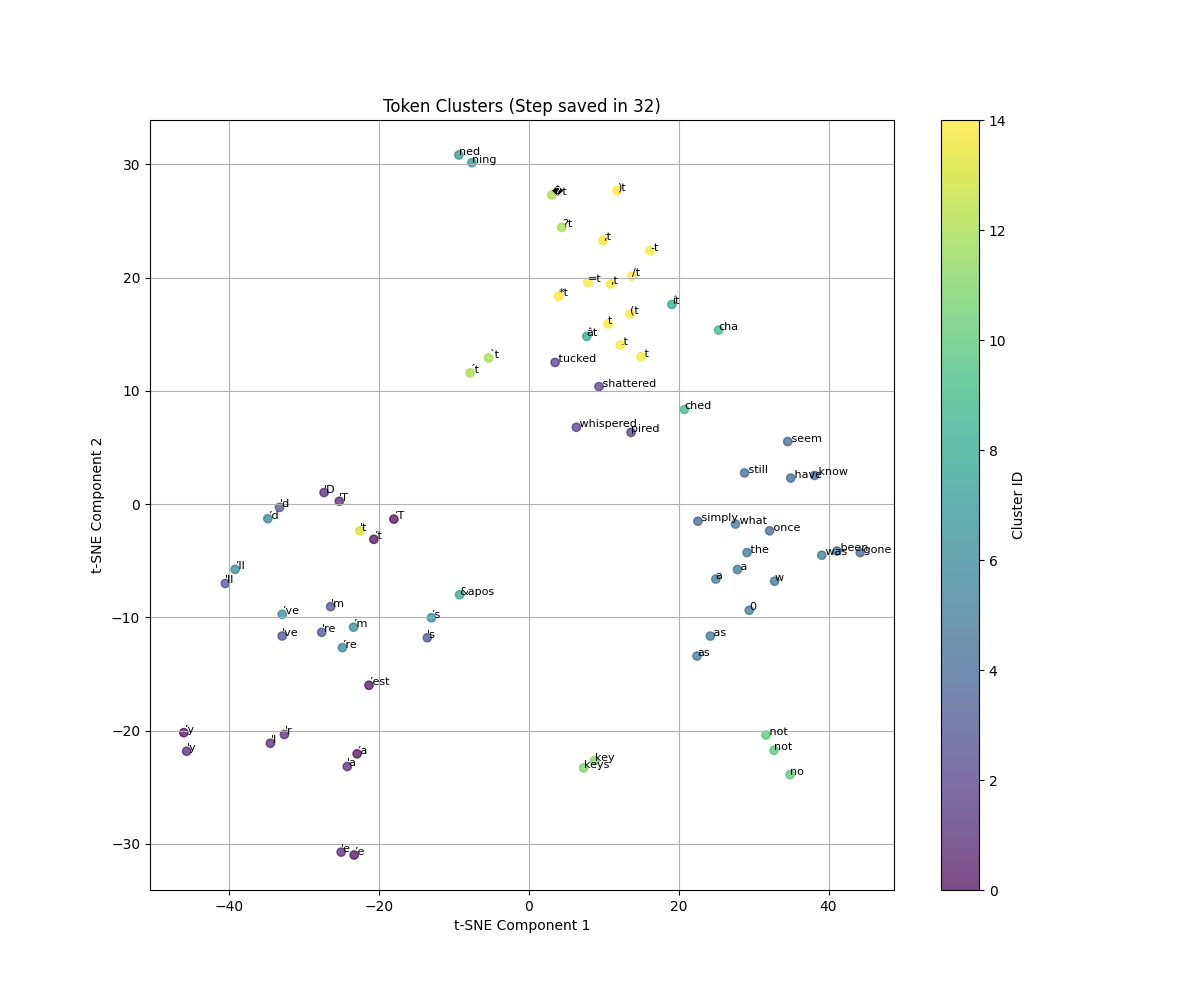 Token Clusters (Step saved in 32)
ned
ning
�t
)t
?t
:t
-t
=t
,t
/t
*t
ít
(t
t
ât
cha
.t
t
`t
´t
tucked
shattered
ched
whispered
pired
seem
still
have
know
'D
'T
'd
’d
’T
't
’t
simply
what
once
the
was
been
gone
a
a
w
0
’ll
'll
&apos
'm
’ve
’s
've
're
’m
's
’re
as
as
’est
’y
'y
'r
'l
’a
'a
key
keys
not
not
no
'e
’e
30
20
10
0
−10
−20
−30
−40
−20
0
20
40
t-SNE Component 1
t-SNE Component 2
14
12
10
8
6
4
2
0
Cluster ID